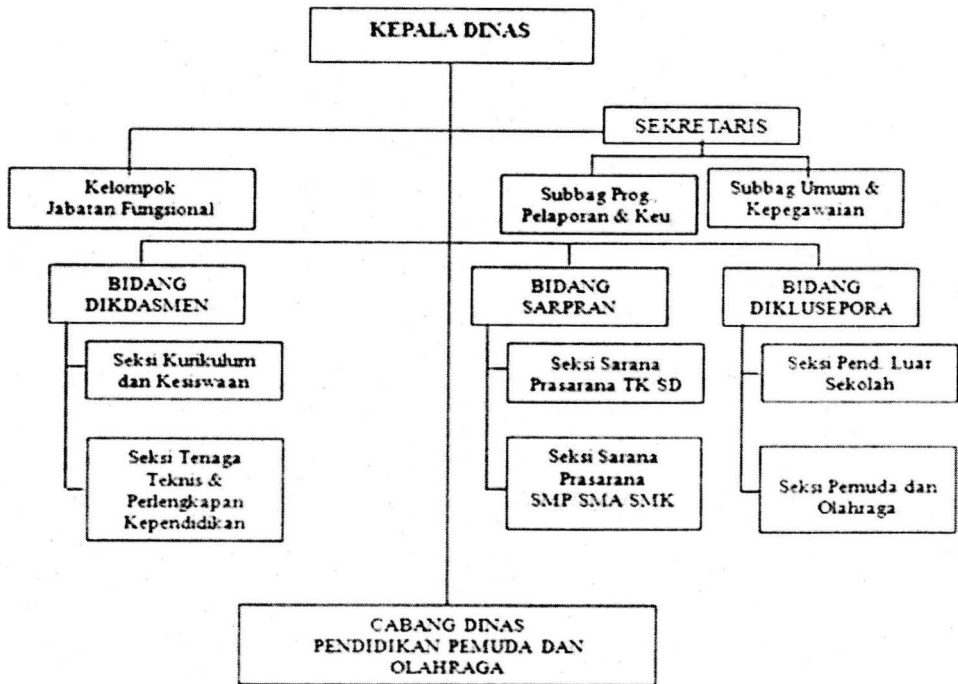 KEPALA DINAS
SEKRETARIS
Kelompok
Jabatan Fungsional
Subbag Prog.,
Pelaporan & Keu
Subbag Umum &
Kepegawaian
BIDANG
DIKDASMEN
BIDANG
SARPRAN
BIDANG
DIKLUSEPORA
Seksi Kurikulum
dan Kesiswaan
Seksi Sarana
Prasarana TK SD
Seksi Pend. Luar
Sekolah
Seksi Tenaga
Teknis &
Perlengkapan
Kependidikan
Seksi Sarana
Prasarana
SMP SMA SMK
Seksi Pemuda dan
Olahraga
CABANG DINAS
PENDIDIKAN PEMUDA DAN
OLAHRAGA